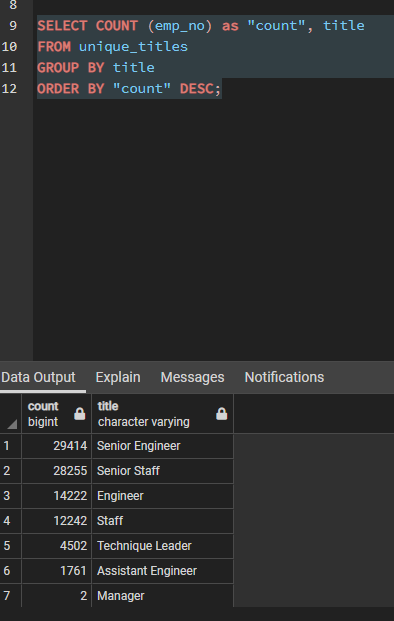 8
9 SELECT COUNT (emp_no) as "count", title
10 FROM unique_titles
11 GROUP BY title
12 ORDER BY "count" DESC;
Data Output Explain Messages Notifications
count title
bigint character varying
1 29414 Senior Engineer
2 28255 Senior Staff
3 14222 Engineer
4 12242 Staff
5 4502 Technique Leader
6 1761 Assistant Engineer
7 2 Manager